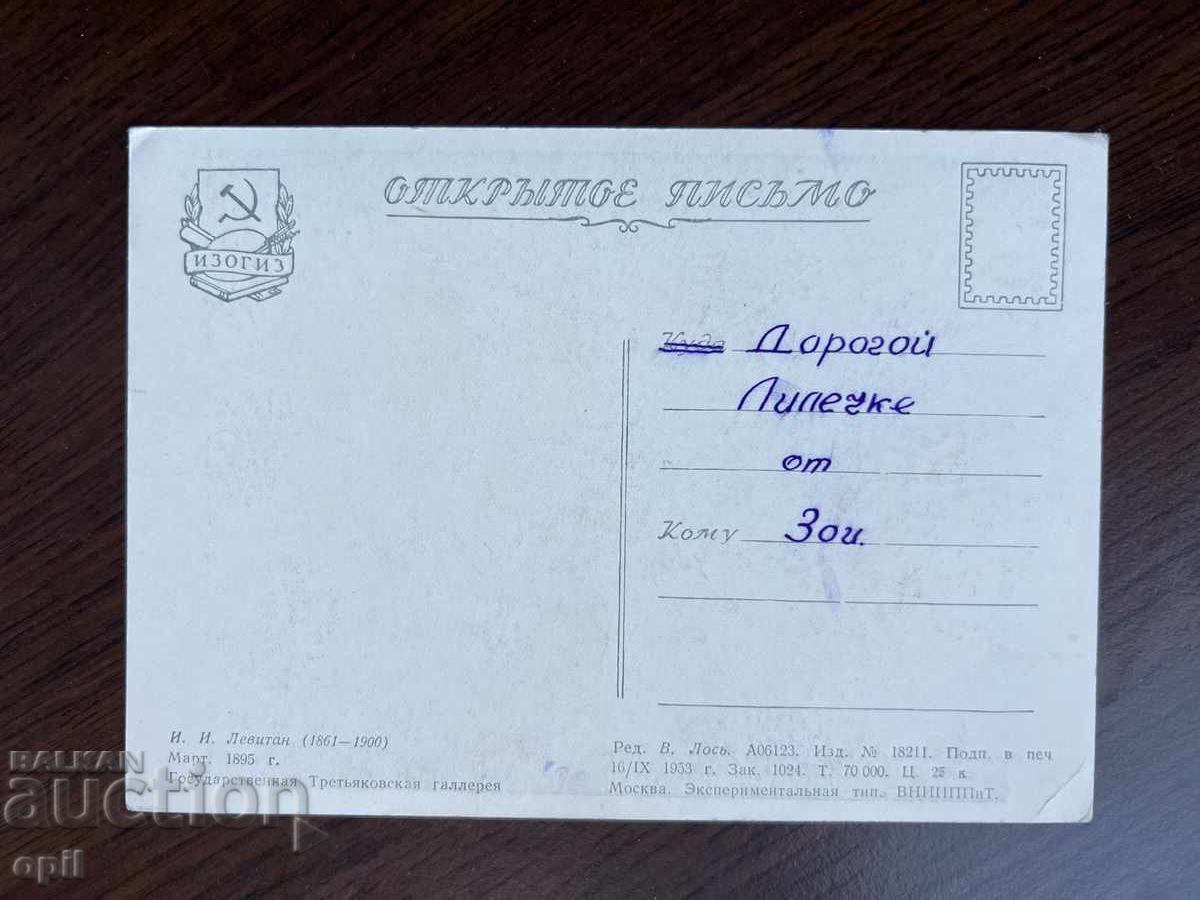 ОТКРЫТОЕ ПИСЬМО
ИЗОГИЗ
Куда Дорогой
Лилечке
от
Кому Зои.
И. И. Левитан (1861—1900)
Март. 1895 г.
Государственная Третьяковская галлерея
Ред. В. Лось. А06123. Изд. № 18211. Подп. в печ
16/IX 1953 г. Зак. 1024. Т. 70 000. Ц. 25 к.
Москва. Экспериментальная тип. ВНИИППиТ.
BALKAN
auction
opil